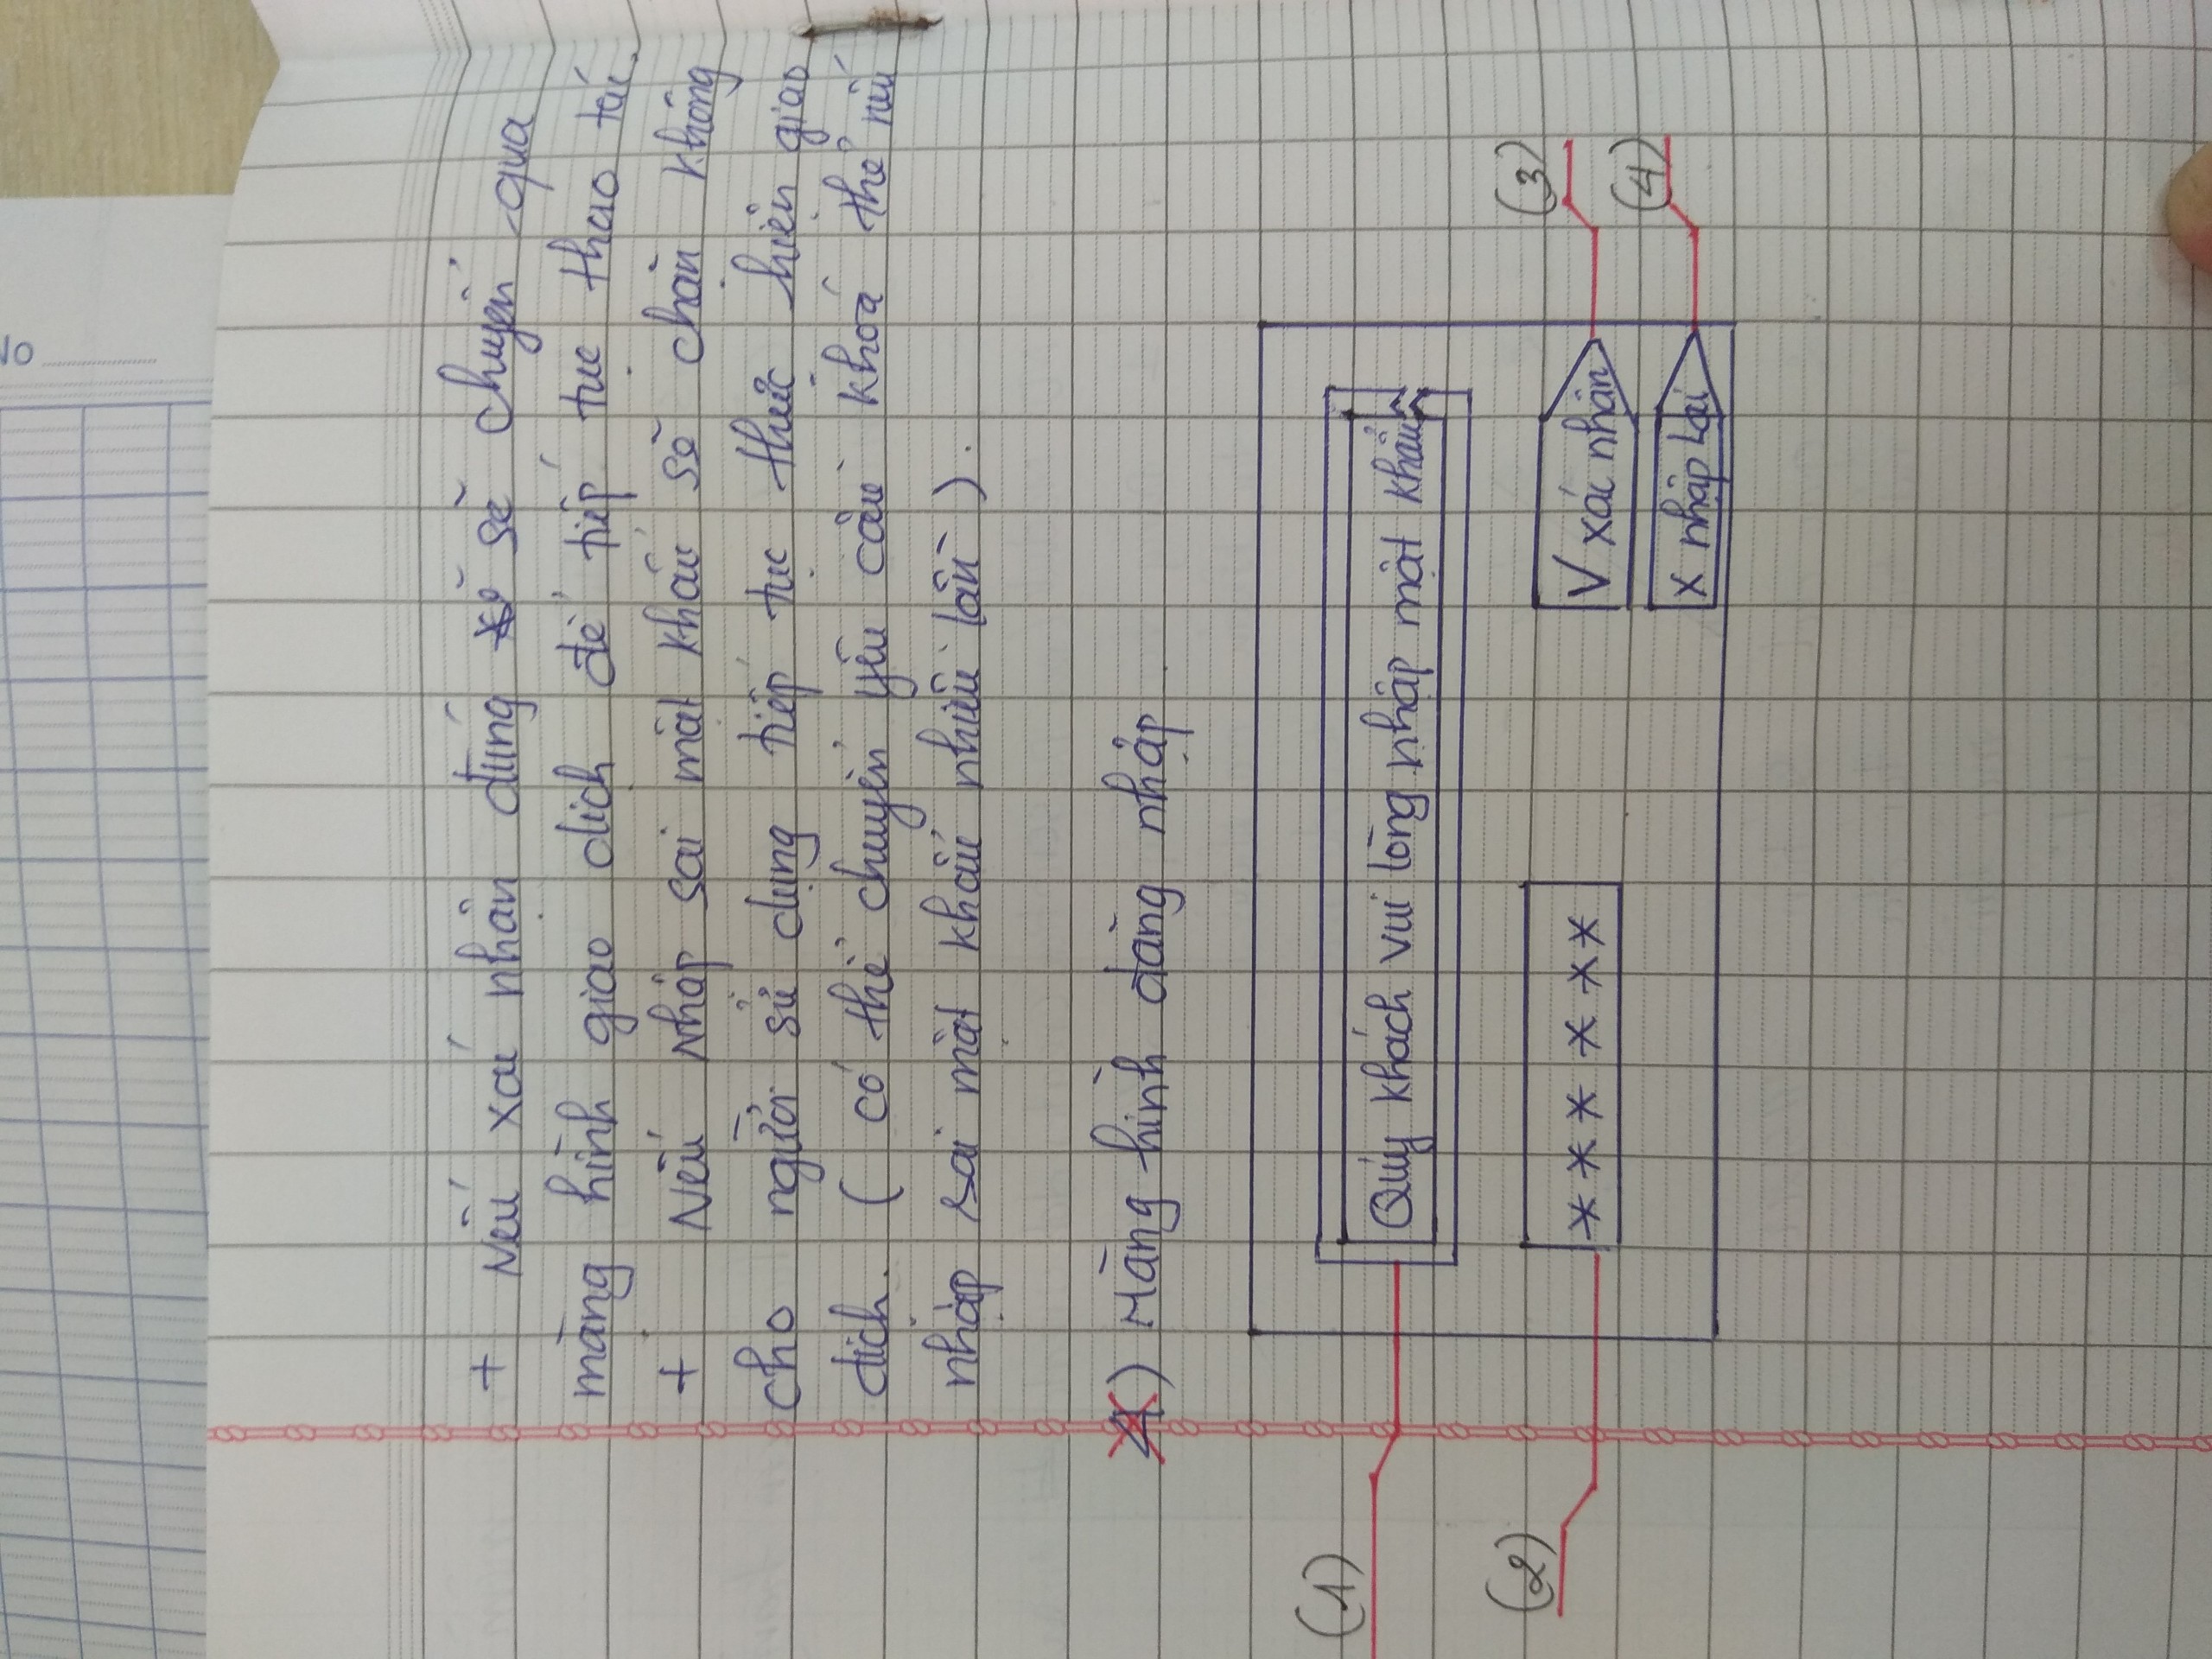 No
+ Nếu xác nhận đúng sẽ chuyển qua
màng hình giao dịch để tiếp tục thao tác.
+ Nếu nhập sai mật khẩu sẽ chặn không
cho người sử dụng tiếp tục thực hiện giao
dịch. ( có thể chuyển yêu cầu khoá thẻ nếu
nhập sai mật khẩu nhiều lần ).
) Màng hình đăng nhập
(1)
Quý khách vui lòng nhập mật khẩu
(2)
****** 
V xác nhận
(3)
X nhập Lại
(4)